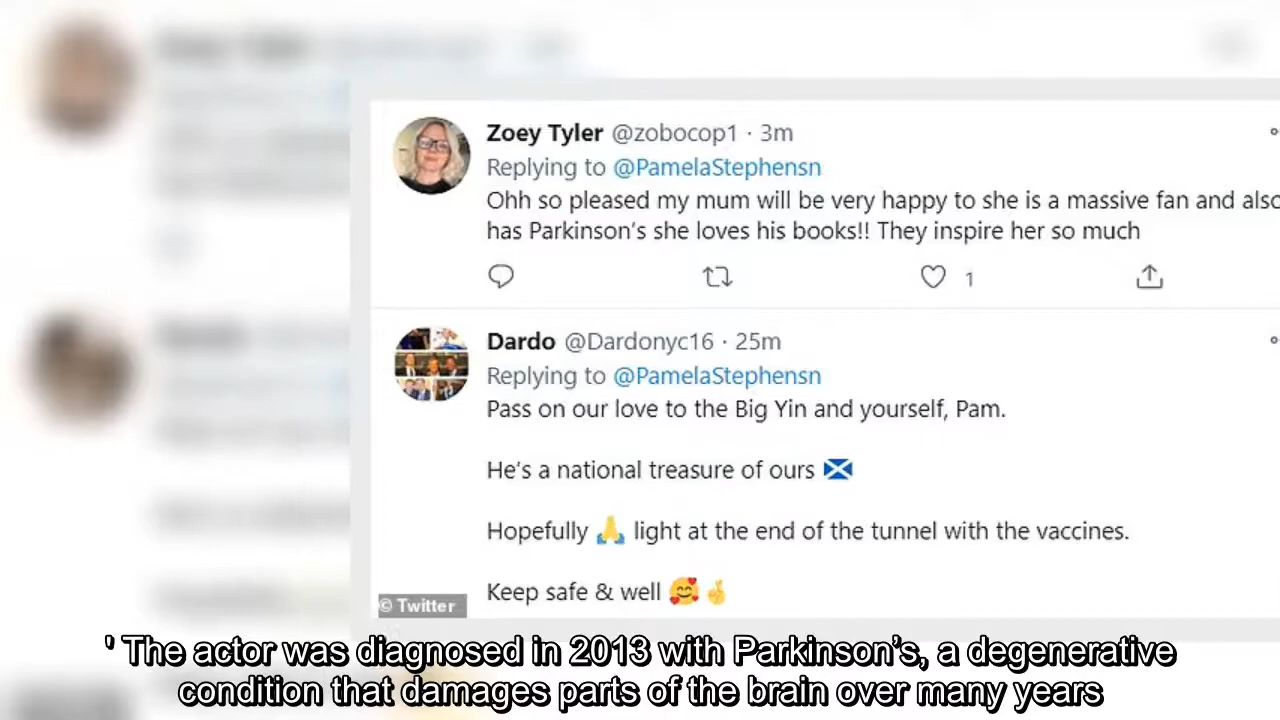 Zoey Tyler @zobocop1 · 3m
Replying to @PamelaStephensn
Ohh so pleased my mum will be very happy to she is a massive fan and also
has Parkinson's she loves his books!! They inspire her so much
1
Dardo @Dardonyc16 · 25m
Replying to @PamelaStephensn
Pass on our love to the Big Yin and yourself, Pam.
He's a national treasure of ours 🏴󠁧󠁢󠁳󠁣󠁴󠁿
Hopefully 🙏 light at the end of the tunnel with the vaccines.
Keep safe & well 🥰🤞
© Twitter
' The actor was diagnosed in 2013 with Parkinson’s, a degenerative
condition that damages parts of the brain over many years